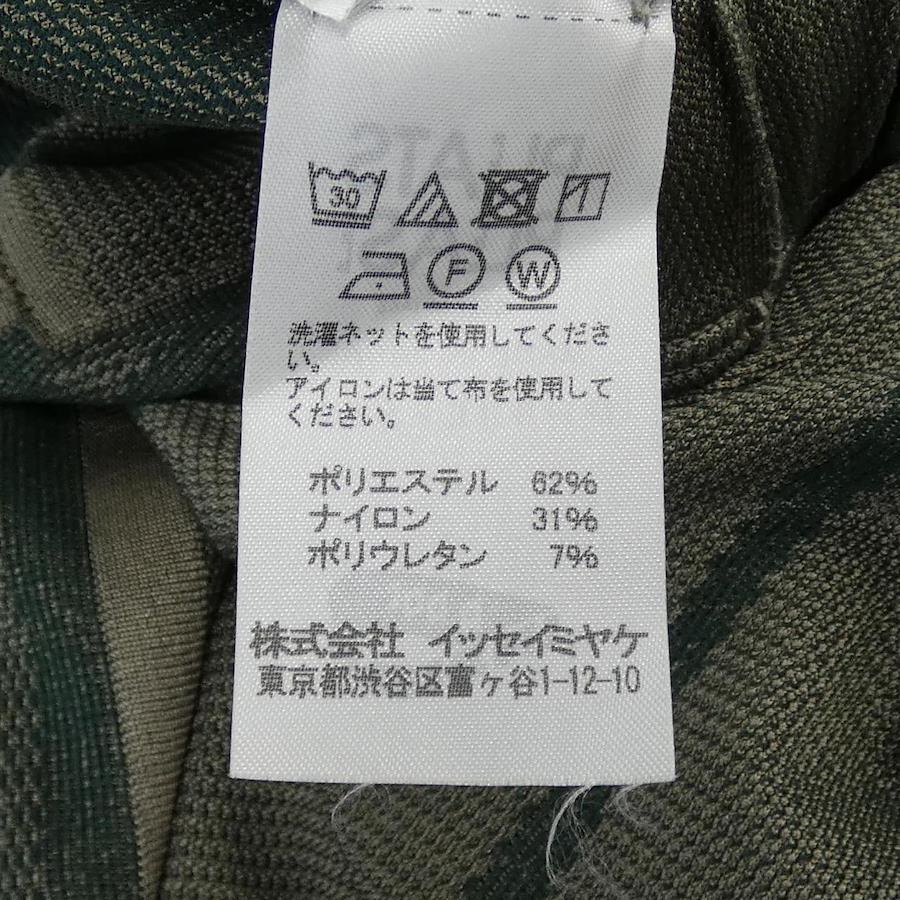 30
F W
洗濯ネットを使用してくださ
い。
アイロンは当て布を使用して
ください。
ポリエステル 62%
ナイロン 31%
ポリウレタン 7%
株式会社 イッセイミヤケ
東京都渋谷区富ヶ谷1-12-10